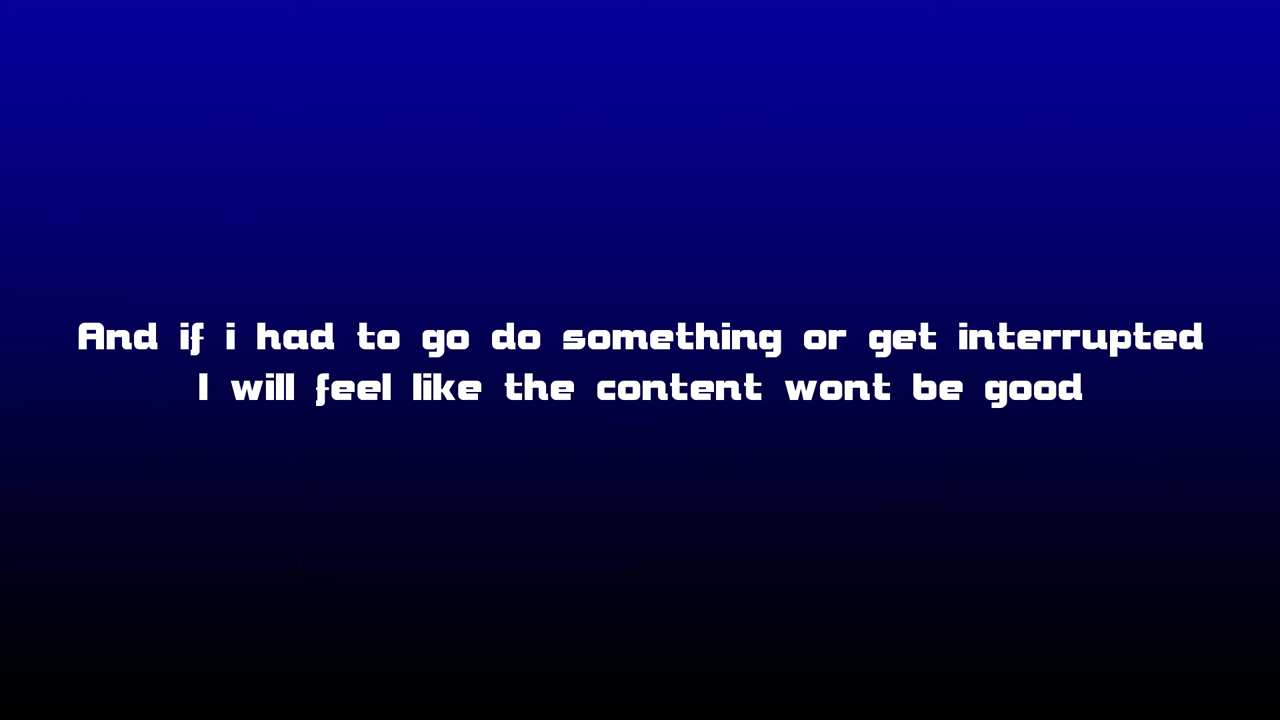 And if i had to go do something or get interrupted
I will feel like the content wont be good